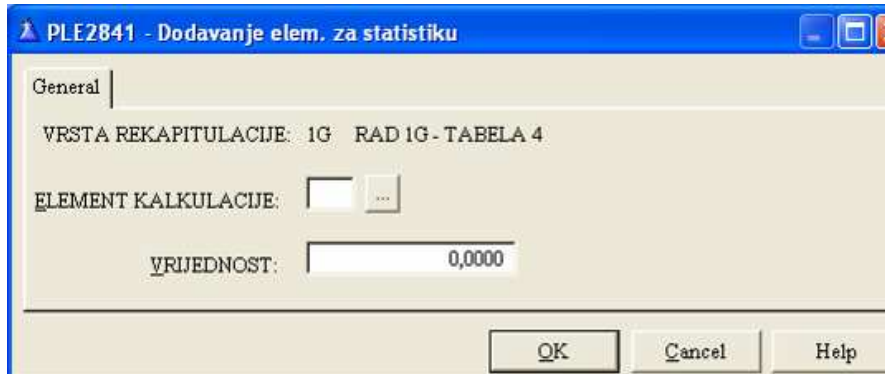 PLE2841 - Dodavanje elem. za statistiku
General
VRSTA REKAPITULACIJE: 1G RAD 1G - TABELA 4
ELEMENT KALKULACIJE: ...
VRIJEDNOST: 0,0000
OK Cancel Help